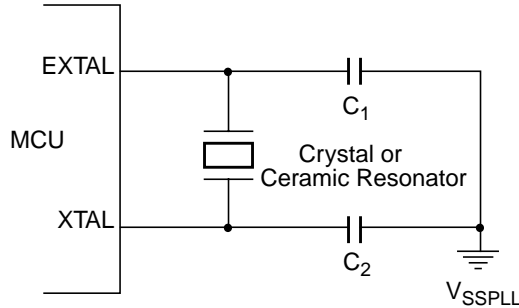 EXTAL
C1
MCU
Crystal or
Ceramic Resonator
XTAL
C2
VSSPLL